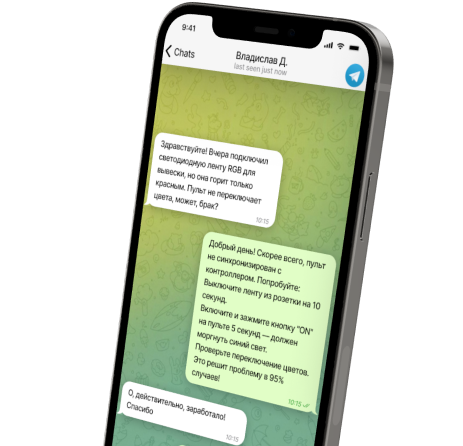 9:41
Chats
Владислав Д.
last seen just now
Здравствуйте! Вчера подключил
светодиодную ленту RGB для
вывески, но она горит только
красным. Пульт не переключает
цвета, может, брак?
10:15
Добрый день! Скорее всего, пульт
не синхронизирован с
контроллером. Попробуйте:
Выключите ленту из розетки на 10
секунд.
Включите и зажмите кнопку "ON"
на пульте 5 секунд — должен
моргнуть синий свет.
Проверьте переключение цветов.
Это решит проблему в 95%
случаев!
10:15
О, действительно, заработало!
Спасибо
10:15